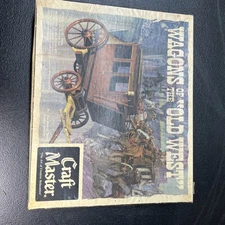 WAGONS OF THE "OLD WEST"
Craft
Master